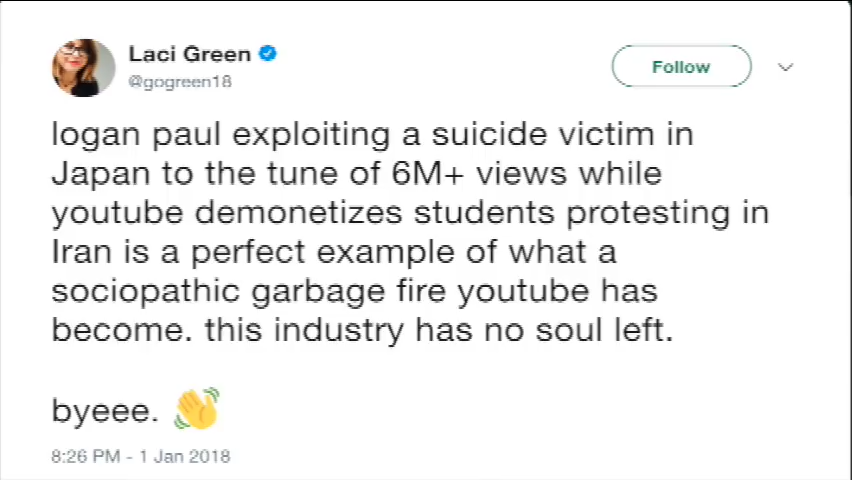 Laci Green
@gogreen18
Follow
logan paul exploiting a suicide victim in
Japan to the tune of 6M+ views while
youtube demonetizes students protesting in
Iran is a perfect example of what a
sociopathic garbage fire youtube has
become. this industry has no soul left.
byeee. 👋
8:26 PM - 1 Jan 2018